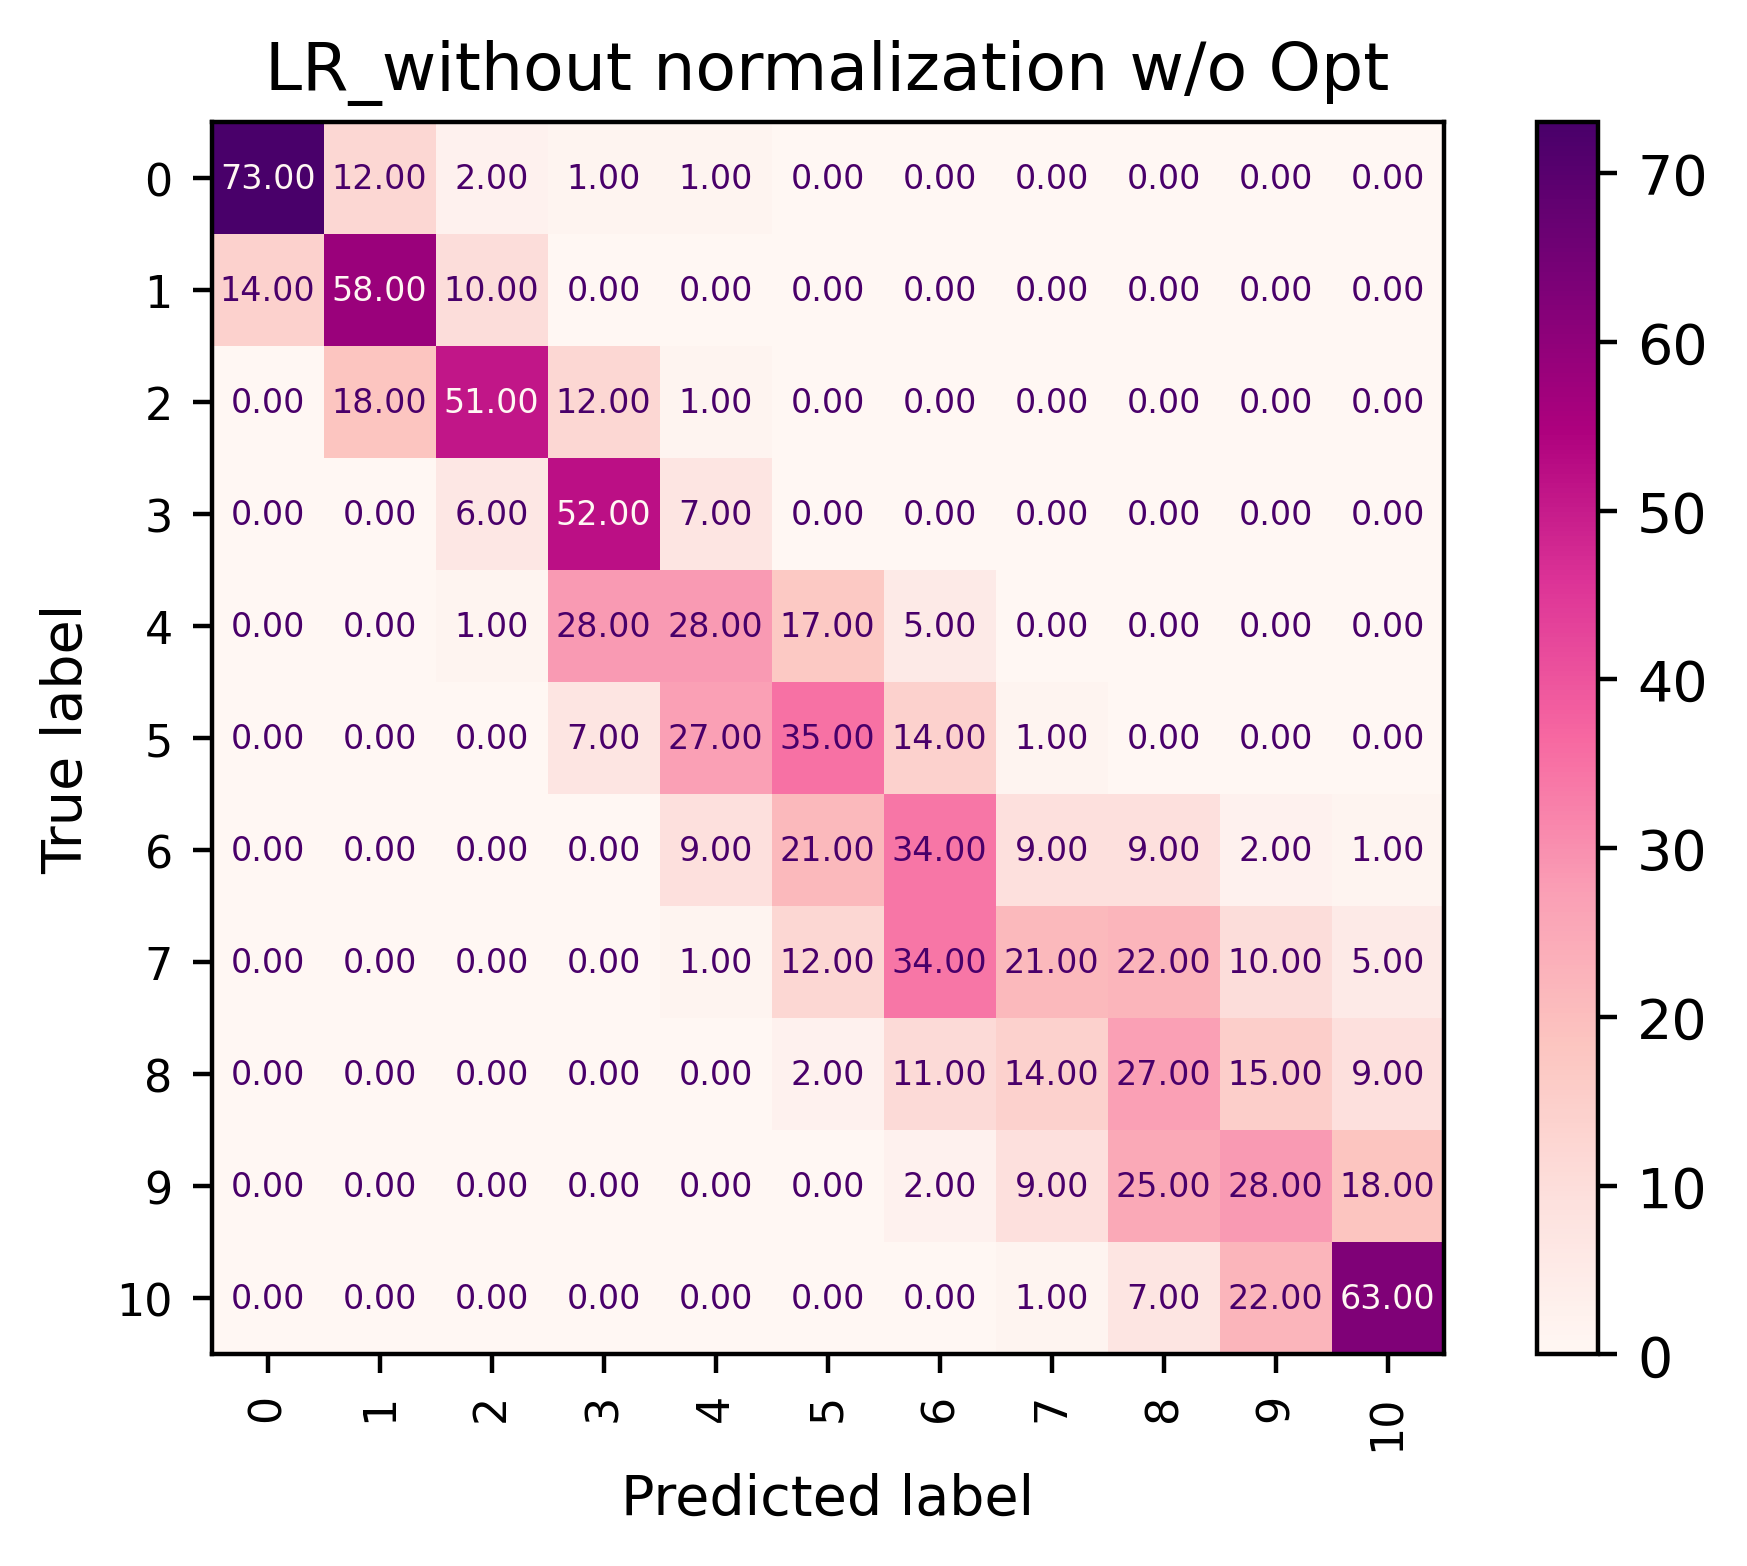 LR_without normalization w/o Opt
0 73.00 12.00 2.00 1.00 1.00 0.00 0.00 0.00 0.00 0.00 0.00
1 14.00 58.00 10.00 0.00 0.00 0.00 0.00 0.00 0.00 0.00 0.00
2 0.00 18.00 51.00 12.00 1.00 0.00 0.00 0.00 0.00 0.00 0.00
3 0.00 0.00 6.00 52.00 7.00 0.00 0.00 0.00 0.00 0.00 0.00
4 0.00 0.00 1.00 28.00 28.00 17.00 5.00 0.00 0.00 0.00 0.00
5 0.00 0.00 0.00 7.00 27.00 35.00 14.00 1.00 0.00 0.00 0.00
6 0.00 0.00 0.00 0.00 9.00 21.00 34.00 9.00 9.00 2.00 1.00
7 0.00 0.00 0.00 0.00 1.00 12.00 34.00 21.00 22.00 10.00 5.00
8 0.00 0.00 0.00 0.00 0.00 2.00 11.00 14.00 27.00 15.00 9.00
9 0.00 0.00 0.00 0.00 0.00 0.00 2.00 9.00 25.00 28.00 18.00
10 0.00 0.00 0.00 0.00 0.00 0.00 0.00 1.00 7.00 22.00 63.00
0 1 2 3 4 5 6 7 8 9 10
Predicted label
True label
70
60
50
40
30
20
10
0